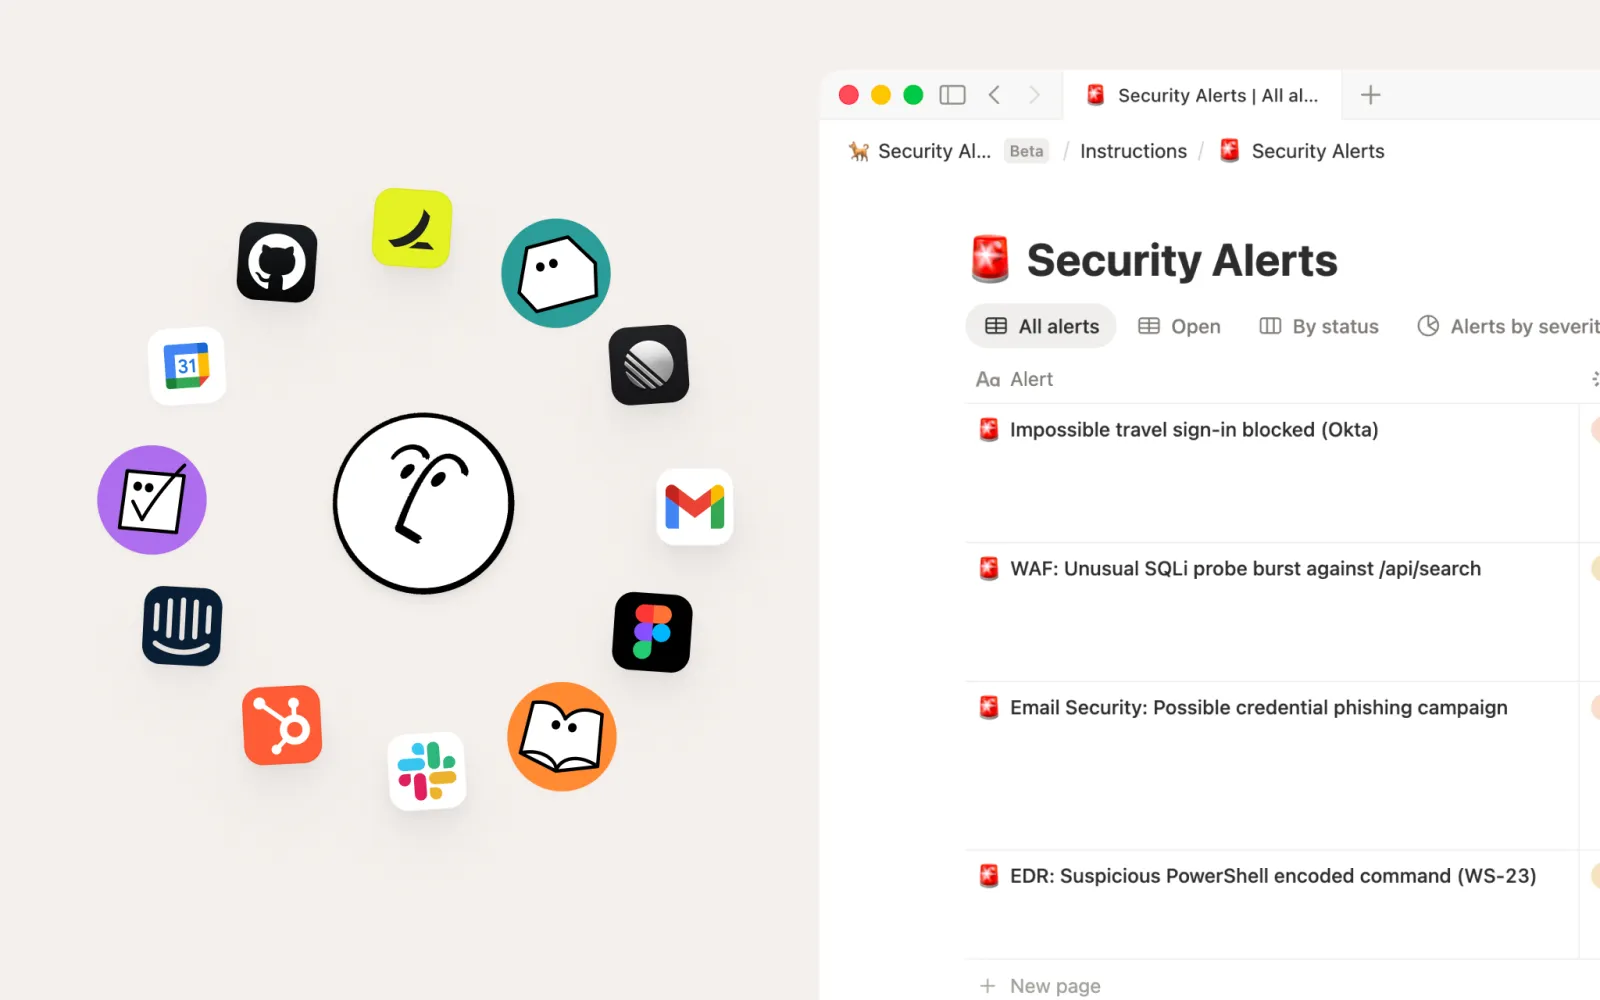 Security Alerts | All al...
Security Al... Beta / Instructions / Security Alerts
Security Alerts
All alerts Open By status Alerts by severit
Aa Alert
Impossible travel sign-in blocked (Okta)
WAF: Unusual SQLi probe burst against /api/search
Email Security: Possible credential phishing campaign
EDR: Suspicious PowerShell encoded command (WS-23)
+ New page
31